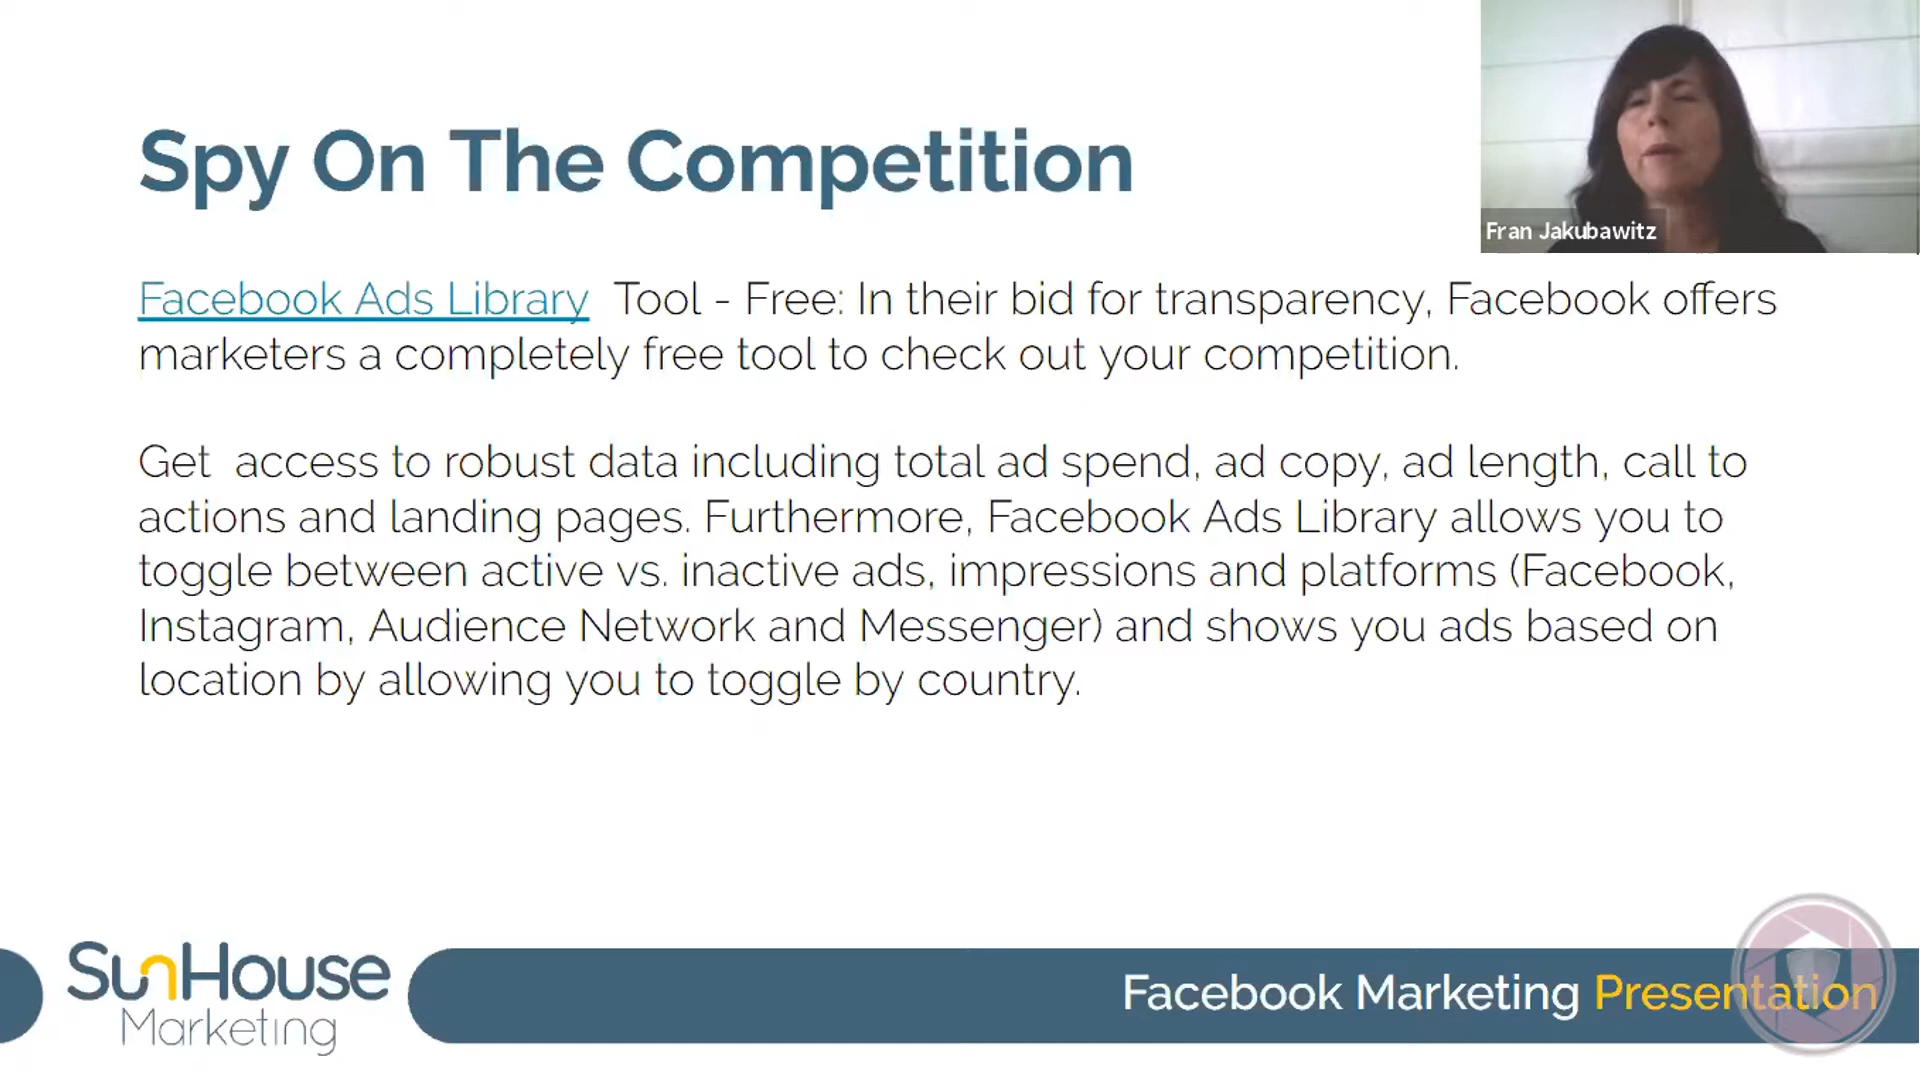 Spy On The Competition
Fran Jakubawitz
Facebook Ads Library  Tool - Free: In their bid for transparency, Facebook offers
marketers a completely free tool to check out your competition.
Get  access to robust data including total ad spend, ad copy, ad length, call to
actions and landing pages. Furthermore, Facebook Ads Library allows you to
toggle between active vs. inactive ads, impressions and platforms (Facebook,
Instagram, Audience Network and Messenger) and shows you ads based on
location by allowing you to toggle by country.
SunHouse
Marketing
Facebook Marketing Presentation